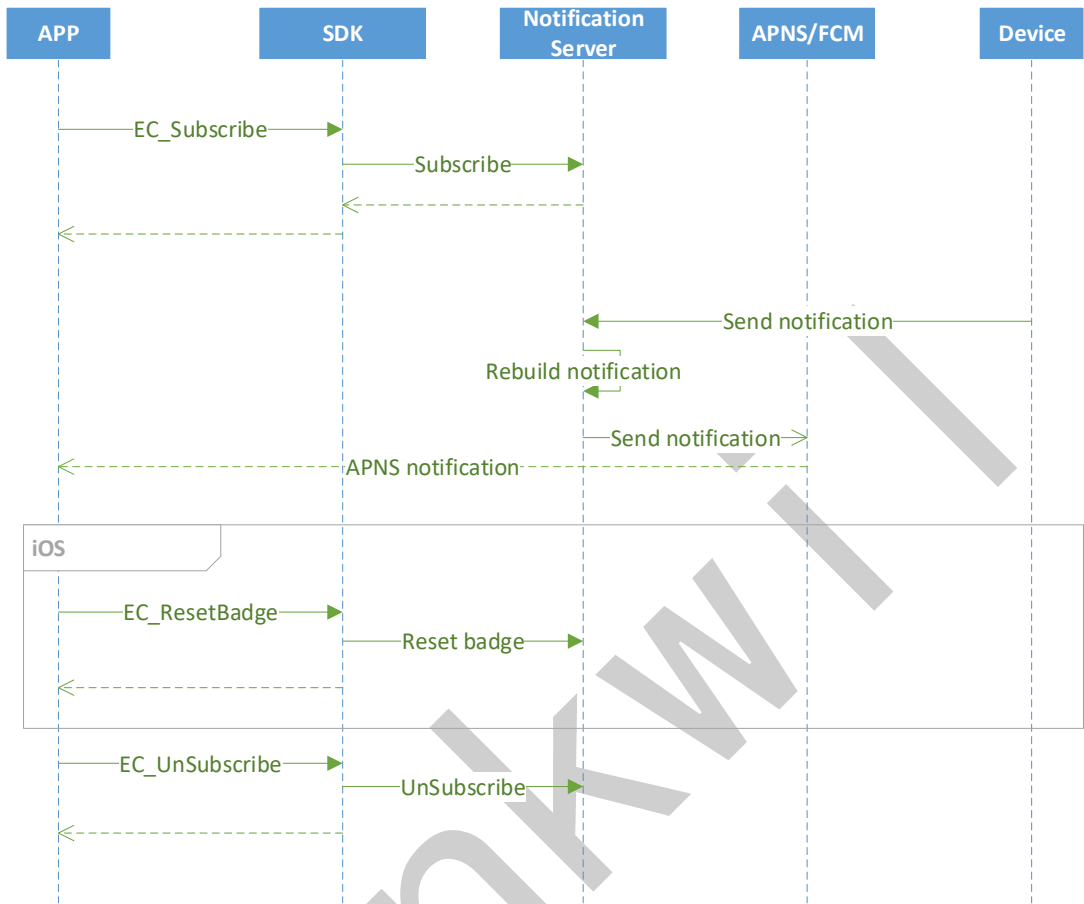 APP
SDK
Notification
Server
APNS/FCM
Device
EC_Subscribe
Subscribe
Send notification
Rebuild notification
Send notification
APNS notification
iOS
EC_ResetBadge
Reset badge
EC_UnSubscribe
UnSubscribe